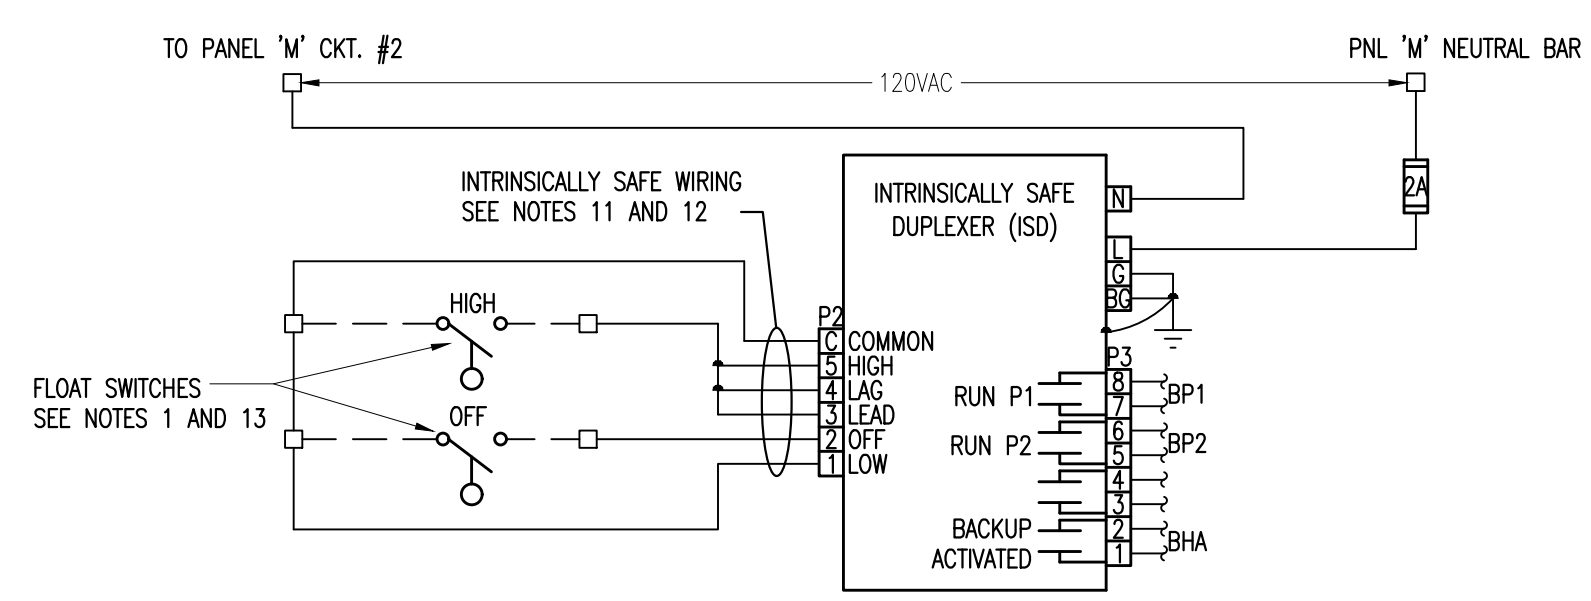 TO PANEL 'M' CKT. #2
PNL 'M' NEUTRAL BAR
120VAC
INTRINSICALLY SAFE WIRING
SEE NOTES 11 AND 12
INTRINSICALLY SAFE
DUPLEXER (ISD)
N
2A
L
G
BG
HIGH
P2
C COMMON
5 HIGH
4 LAG
3 LEAD
2 OFF
1 LOW
FLOAT SWITCHES
SEE NOTES 1 AND 13
OFF
P3
RUN P1
8
7
BP1
RUN P2
6
5
BP2
4
3
BACKUP
ACTIVATED
2
1
BHA